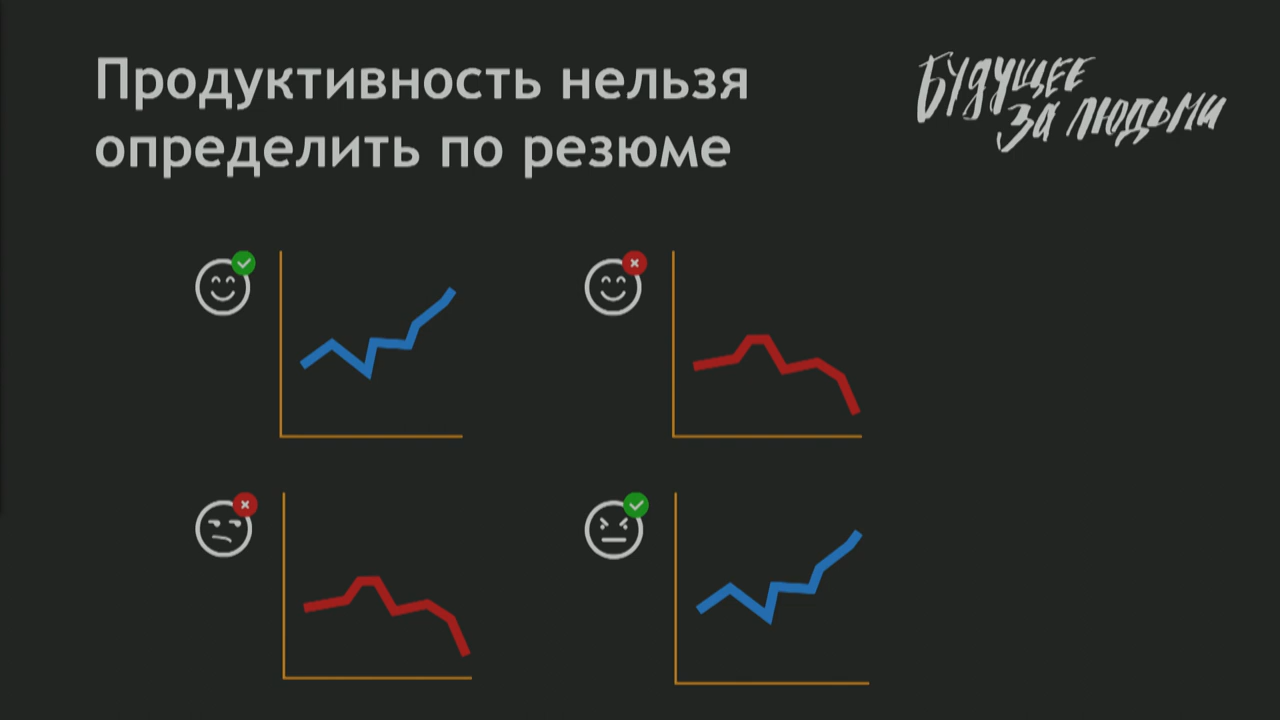 Продуктивность нельзя
определить по резюме
Будущее
за людьми